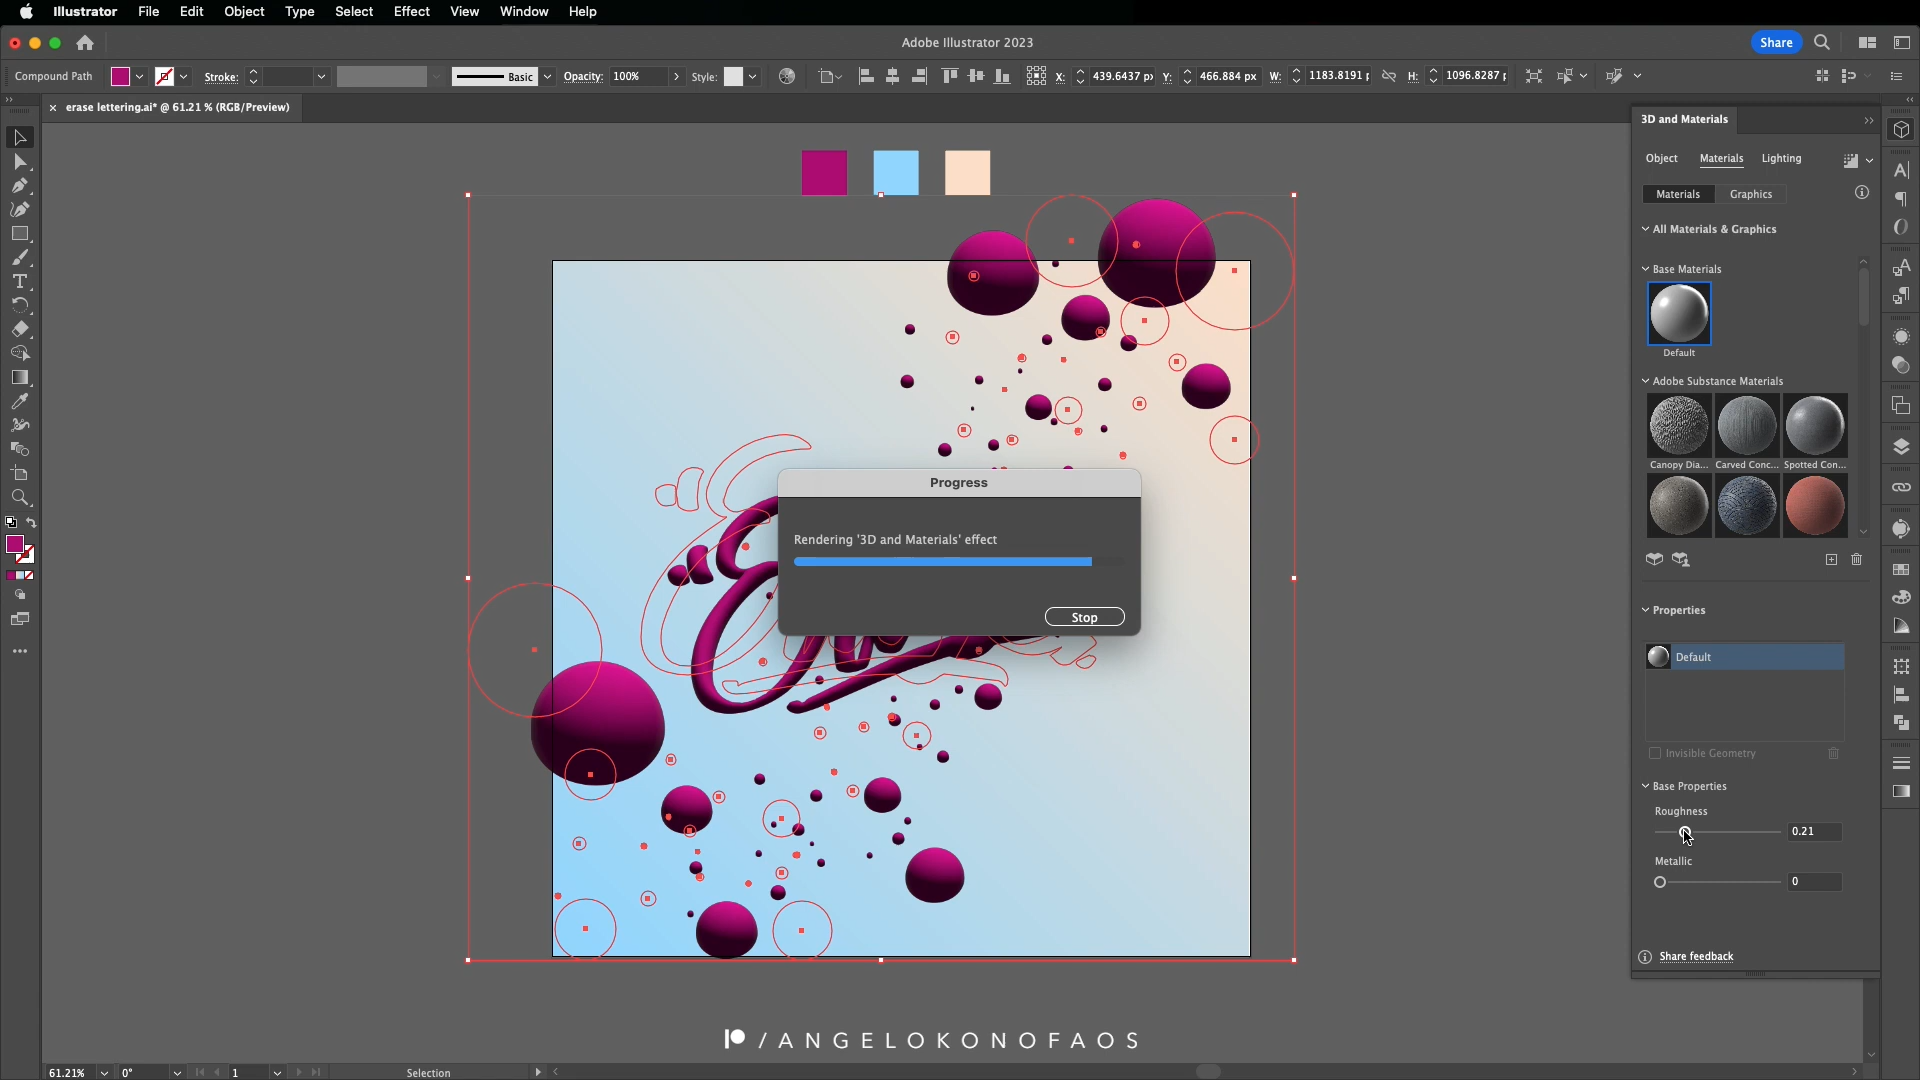 Illustrator File Edit Object Type Select Effect View Window Help
Adobe Illustrator 2023
Share
Compound Path Stroke: Basic Opacity: 100% Style: X: 439.6437 px Y: 466.884 px W: 1183.8191 H: 1096.8287
erase lettering.ai* @ 61.21 % (RGB/Preview)
3D and Materials
Object Materials Lighting
Materials Graphics
All Materials & Graphics
Base Materials
Default
Adobe Substance Materials
Canopy Dia... Carved Conc... Spotted Con...
Progress
Rendering '3D and Materials' effect
Stop
Properties
Default
Invisible Geometry
Base Properties
Roughness
0.21
Metallic
0
Share feedback
/ANGELOKONOFAOS
61.21% 0° 1 Selection